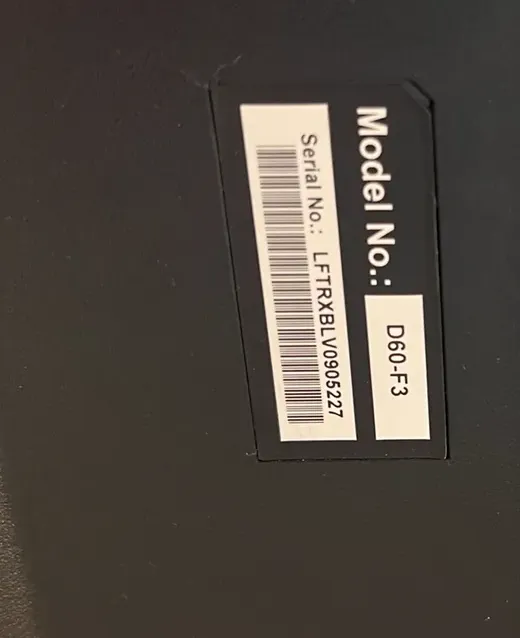 Model No.: D60-F3
Serial No.: LFTRXBLV0905227